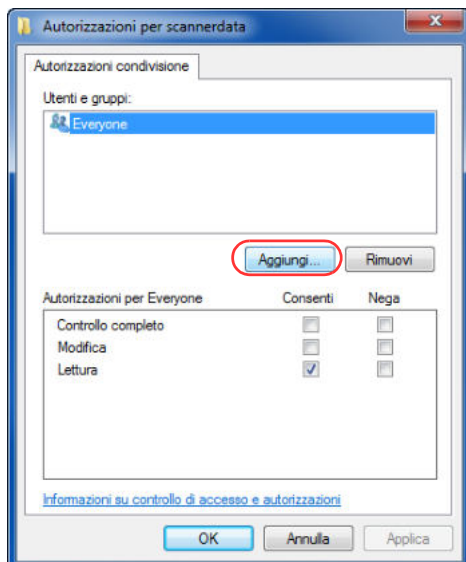 Autorizzazioni per scannerdata
Autorizzazioni condivisione
Utenti e gruppi:
Everyone
Aggiungi... Rimuovi
Autorizzazioni per Everyone Consenti Nega
Controllo completo
Modifica
Lettura
Informazioni su controllo di accesso e autorizzazioni
OK Annulla Applica